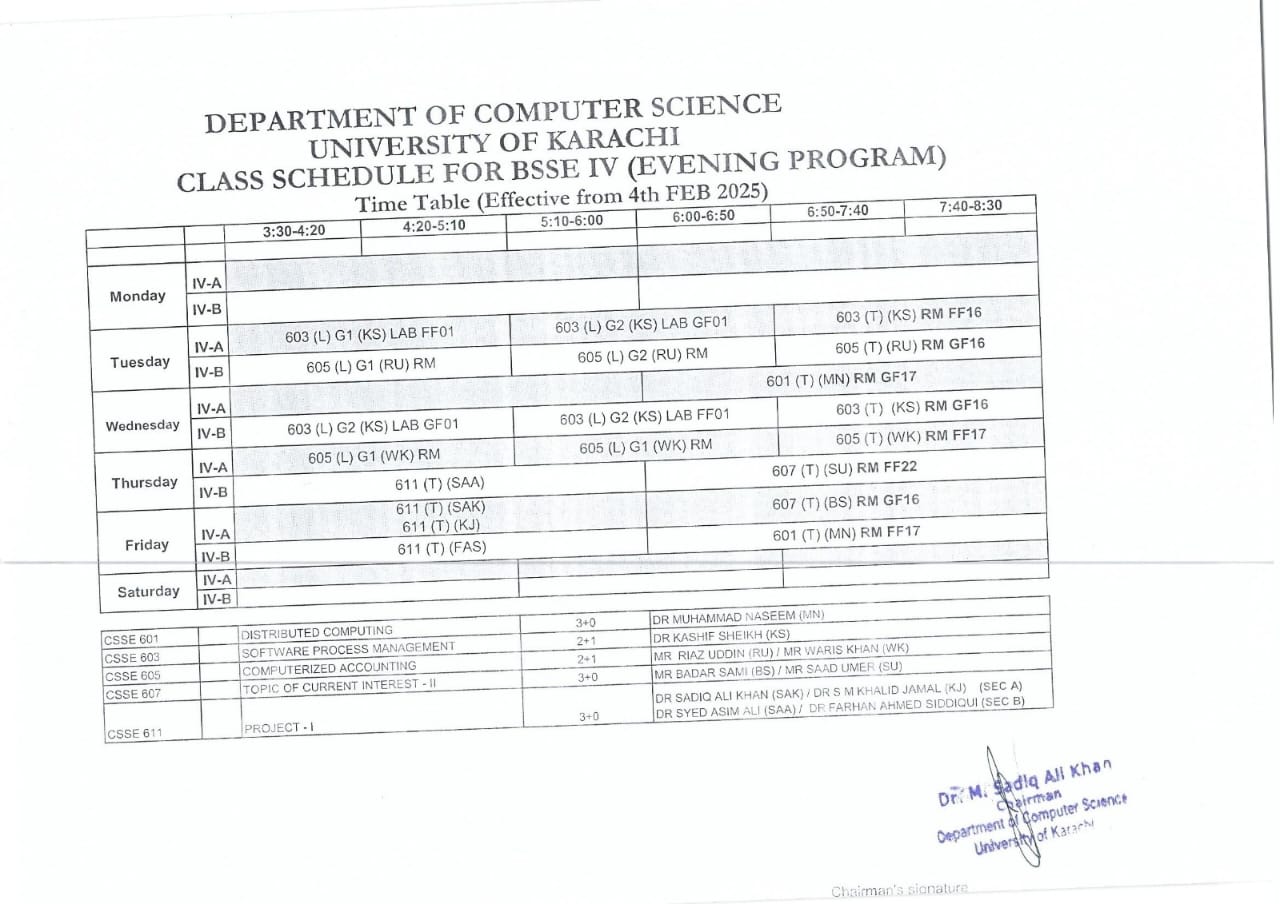 DEPARTMENT OF COMPUTER SCIENCE
UNIVERSITY OF KARACHI
CLASS SCHEDULE FOR BSSE IV (EVENING PROGRAM)
Time Table (Effective from 4th FEB 2025)
3:30-4:20 4:20-5:10 5:10-6:00 6:00-6:50 6:50-7:40 7:40-8:30
Monday
IV-A
IV-B
Tuesday
IV-A 603 (L) G1 (KS) LAB FF01 603 (L) G2 (KS) LAB GF01 603 (T) (KS) RM FF16
IV-B 605 (L) G1 (RU) RM 605 (L) G2 (RU) RM 605 (T) (RU) RM GF16
Wednesday
IV-A 601 (T) (MN) RM GF17
IV-B 603 (L) G2 (KS) LAB GF01 603 (L) G2 (KS) LAB FF01 603 (T) (KS) RM GF16
Thursday
IV-A 605 (L) G1 (WK) RM 605 (L) G1 (WK) RM 605 (T) (WK) RM FF17
IV-B 611 (T) (SAA) 607 (T) (SU) RM FF22
Friday
611 (T) (SAK)
IV-A 611 (T) (KJ) 607 (T) (BS) RM GF16
IV-B 611 (T) (FAS) 601 (T) (MN) RM FF17
Saturday
IV-A
IV-B
CSSE 601 DISTRIBUTED COMPUTING 3+0 DR MUHAMMAD NASEEM (MN)
CSSE 603 SOFTWARE PROCESS MANAGEMENT 2+1 DR KASHIF SHEIKH (KS)
CSSE 605 COMPUTERIZED ACCOUNTING 2+1 MR RIAZ UDDIN (RU) / MR WARIS KHAN (WK)
CSSE 607 TOPIC OF CURRENT INTEREST - II 3+0 MR BADAR SAMI (BS) / MR SAAD UMER (SU)
CSSE 611 PROJECT - I 3+0 DR SADIQ ALI KHAN (SAK) / DR S M KHALID JAMAL (KJ) (SEC A)
DR SYED ASIM ALI (SAA) / DR FARHAN AHMED SIDDIQUI (SEC B)
Dr. M. Sadiq Ali Khan
Chairman
Department of Computer Science
University of Karachi
Chairman's signature